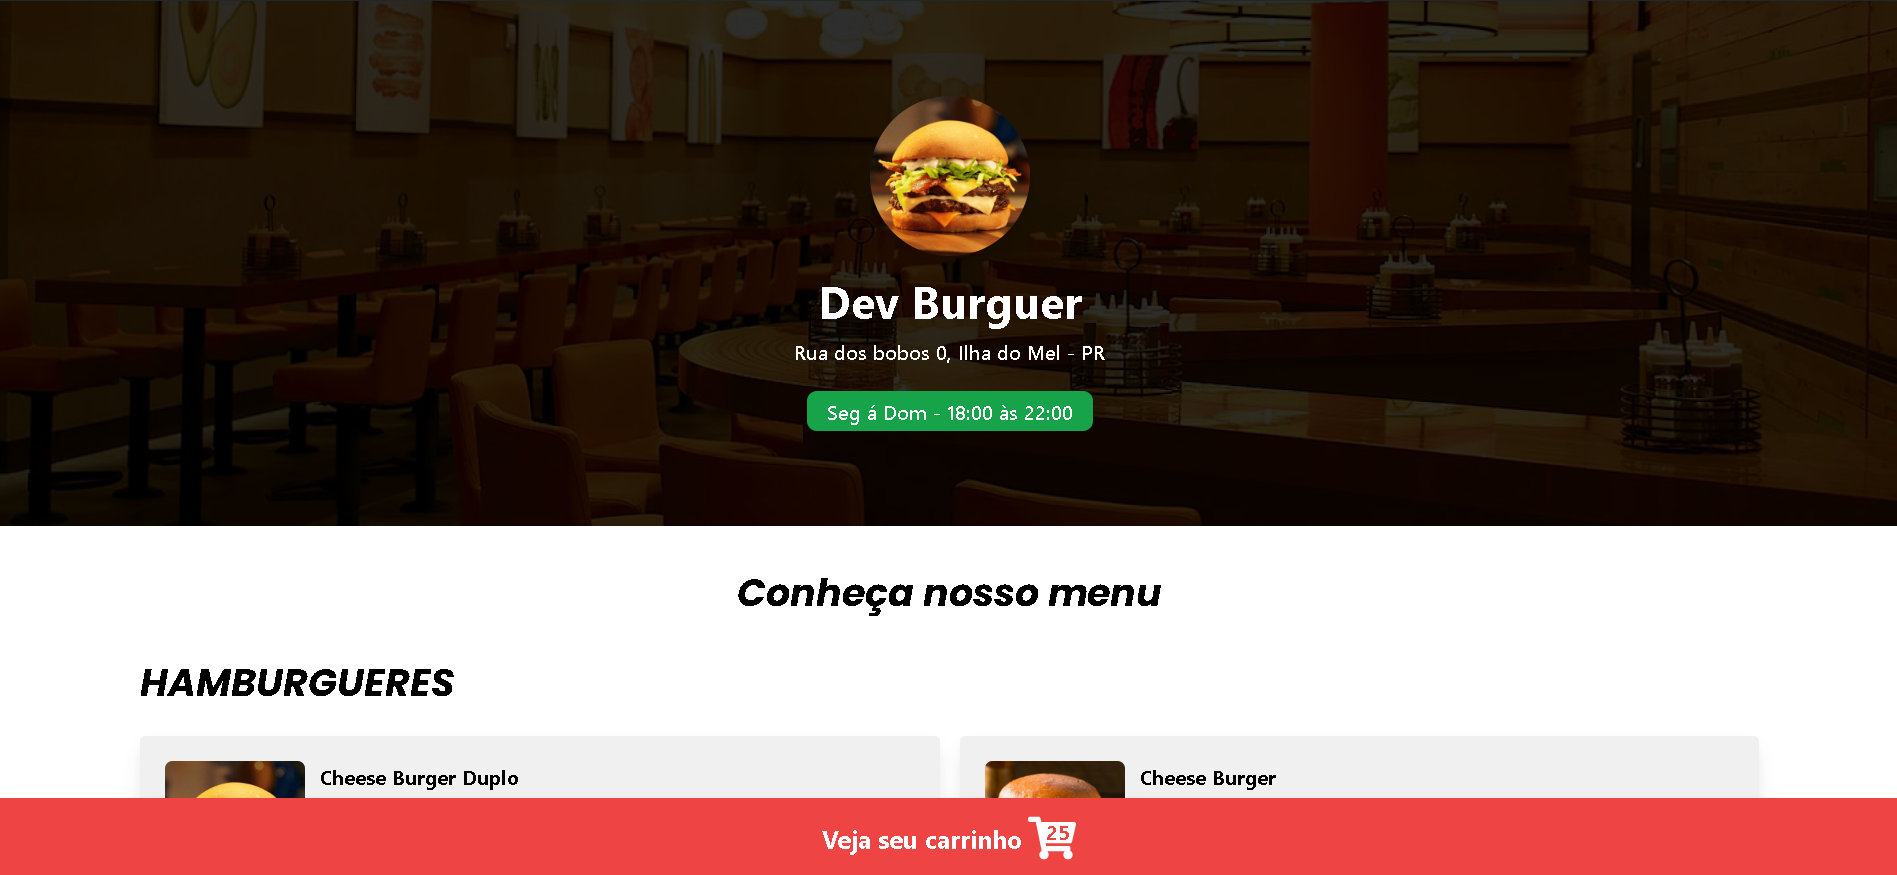 Dev Burguer
Rua dos bobos 0, Ilha do Mel - PR
Seg á Dom - 18:00 às 22:00
Conheça nosso menu
HAMBURGUERES
Cheese Burger Duplo
Cheese Burger
Veja seu carrinho 25